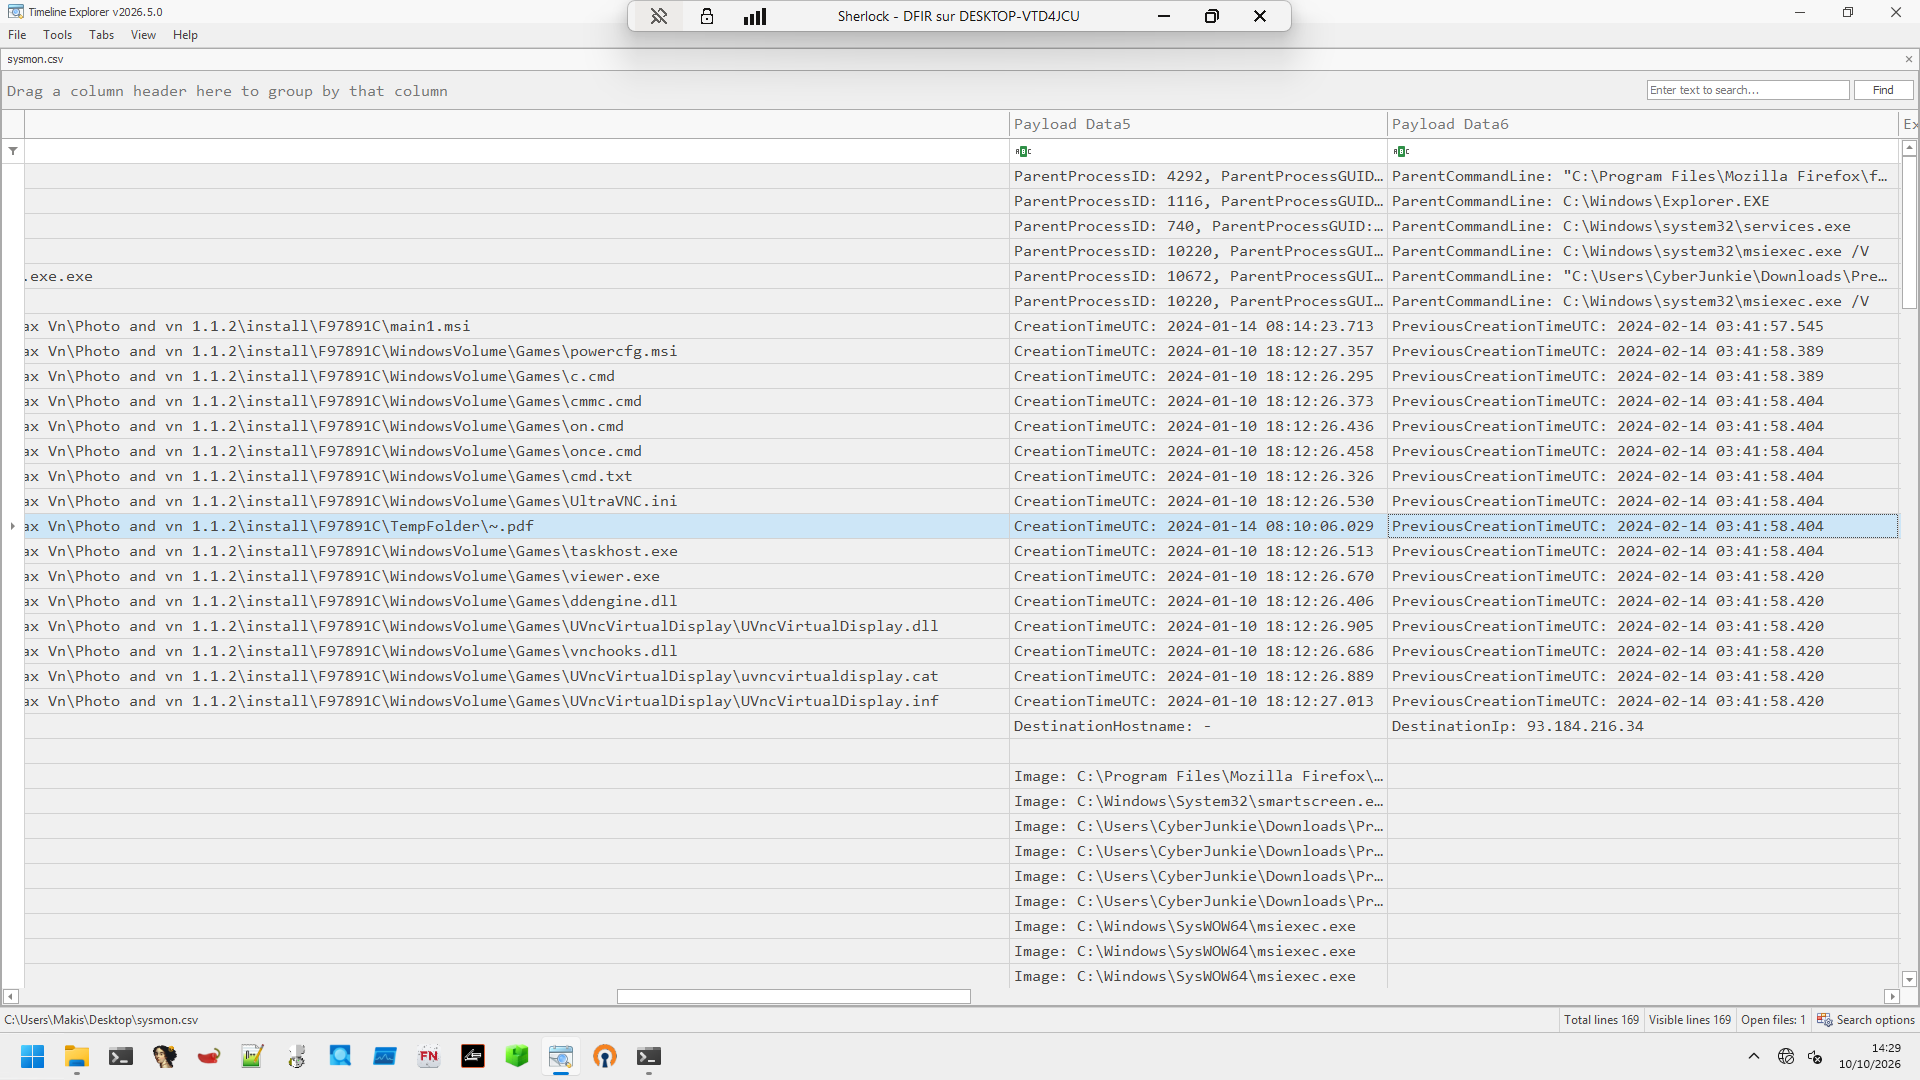 Timeline Explorer v2026.5.0
Sherlock - DFIR sur DESKTOP-VTD4JCU
File Tools Tabs View Help
sysmon.csv
Drag a column header here to group by that column
Enter text to search... Find
Payload Data5 Payload Data6 Ex
ParentProcessID: 4292, ParentProcessGUID… ParentCommandLine: "C:\Program Files\Mozilla Firefox\f…
ParentProcessID: 1116, ParentProcessGUID… ParentCommandLine: C:\Windows\Explorer.EXE
ParentProcessID: 740, ParentProcessGUID:… ParentCommandLine: C:\Windows\system32\services.exe
ParentProcessID: 10220, ParentProcessGUI… ParentCommandLine: C:\Windows\system32\msiexec.exe /V
.exe.exe ParentProcessID: 10672, ParentProcessGUI… ParentCommandLine: "C:\Users\CyberJunkie\Downloads\Pre…
ParentProcessID: 10220, ParentProcessGUI… ParentCommandLine: C:\Windows\system32\msiexec.exe /V
ax Vn\Photo and vn 1.1.2\install\F97891C\main1.msi CreationTimeUTC: 2024-01-14 08:14:23.713 PreviousCreationTimeUTC: 2024-02-14 03:41:57.545
ax Vn\Photo and vn 1.1.2\install\F97891C\WindowsVolume\Games\powercfg.msi CreationTimeUTC: 2024-01-10 18:12:27.357 PreviousCreationTimeUTC: 2024-02-14 03:41:58.389
ax Vn\Photo and vn 1.1.2\install\F97891C\WindowsVolume\Games\c.cmd CreationTimeUTC: 2024-01-10 18:12:26.295 PreviousCreationTimeUTC: 2024-02-14 03:41:58.389
ax Vn\Photo and vn 1.1.2\install\F97891C\WindowsVolume\Games\cmmc.cmd CreationTimeUTC: 2024-01-10 18:12:26.373 PreviousCreationTimeUTC: 2024-02-14 03:41:58.404
ax Vn\Photo and vn 1.1.2\install\F97891C\WindowsVolume\Games\on.cmd CreationTimeUTC: 2024-01-10 18:12:26.436 PreviousCreationTimeUTC: 2024-02-14 03:41:58.404
ax Vn\Photo and vn 1.1.2\install\F97891C\WindowsVolume\Games\once.cmd CreationTimeUTC: 2024-01-10 18:12:26.458 PreviousCreationTimeUTC: 2024-02-14 03:41:58.404
ax Vn\Photo and vn 1.1.2\install\F97891C\WindowsVolume\Games\cmd.txt CreationTimeUTC: 2024-01-10 18:12:26.326 PreviousCreationTimeUTC: 2024-02-14 03:41:58.404
ax Vn\Photo and vn 1.1.2\install\F97891C\WindowsVolume\Games\UltraVNC.ini CreationTimeUTC: 2024-01-10 18:12:26.530 PreviousCreationTimeUTC: 2024-02-14 03:41:58.404
ax Vn\Photo and vn 1.1.2\install\F97891C\TempFolder\~.pdf CreationTimeUTC: 2024-01-14 08:10:06.029 PreviousCreationTimeUTC: 2024-02-14 03:41:58.404
ax Vn\Photo and vn 1.1.2\install\F97891C\WindowsVolume\Games\taskhost.exe CreationTimeUTC: 2024-01-10 18:12:26.513 PreviousCreationTimeUTC: 2024-02-14 03:41:58.404
ax Vn\Photo and vn 1.1.2\install\F97891C\WindowsVolume\Games\viewer.exe CreationTimeUTC: 2024-01-10 18:12:26.670 PreviousCreationTimeUTC: 2024-02-14 03:41:58.420
ax Vn\Photo and vn 1.1.2\install\F97891C\WindowsVolume\Games\ddengine.dll CreationTimeUTC: 2024-01-10 18:12:26.406 PreviousCreationTimeUTC: 2024-02-14 03:41:58.420
ax Vn\Photo and vn 1.1.2\install\F97891C\WindowsVolume\Games\UVncVirtualDisplay\UVncVirtualDisplay.dll CreationTimeUTC: 2024-01-10 18:12:26.905 PreviousCreationTimeUTC: 2024-02-14 03:41:58.420
ax Vn\Photo and vn 1.1.2\install\F97891C\WindowsVolume\Games\vnchooks.dll CreationTimeUTC: 2024-01-10 18:12:26.686 PreviousCreationTimeUTC: 2024-02-14 03:41:58.420
ax Vn\Photo and vn 1.1.2\install\F97891C\WindowsVolume\Games\UVncVirtualDisplay\uvncvirtualdisplay.cat CreationTimeUTC: 2024-01-10 18:12:26.889 PreviousCreationTimeUTC: 2024-02-14 03:41:58.420
ax Vn\Photo and vn 1.1.2\install\F97891C\WindowsVolume\Games\UVncVirtualDisplay\UVncVirtualDisplay.inf CreationTimeUTC: 2024-01-10 18:12:27.013 PreviousCreationTimeUTC: 2024-02-14 03:41:58.420
DestinationHostname: - DestinationIp: 93.184.216.34
Image: C:\Program Files\Mozilla Firefox\…
Image: C:\Windows\System32\smartscreen.e…
Image: C:\Users\CyberJunkie\Downloads\Pr…
Image: C:\Users\CyberJunkie\Downloads\Pr…
Image: C:\Users\CyberJunkie\Downloads\Pr…
Image: C:\Users\CyberJunkie\Downloads\Pr…
Image: C:\Windows\SysWOW64\msiexec.exe
Image: C:\Windows\SysWOW64\msiexec.exe
Image: C:\Windows\SysWOW64\msiexec.exe
C:\Users\Makis\Desktop\sysmon.csv Total lines 169 Visible lines 169 Open files: 1 Search options
FN
14:29
10/10/2026